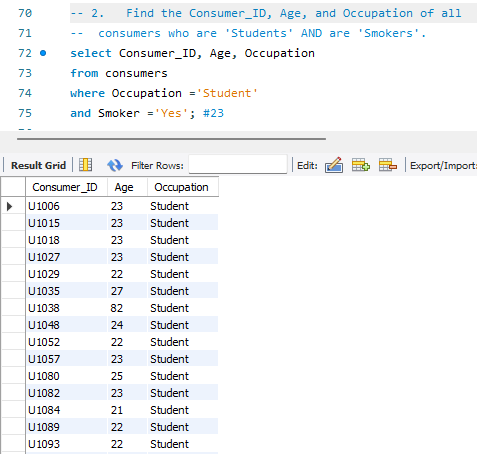 70 -- 2. Find the Consumer_ID, Age, and Occupation of all
71 -- consumers who are 'Students' AND are 'Smokers'.
72 select Consumer_ID, Age, Occupation
73 from consumers
74 where Occupation ='Student'
75 and Smoker ='Yes'; #23
Result Grid Filter Rows: Edit: Export/Import:
Consumer_ID Age Occupation
U1006 23 Student
U1015 23 Student
U1018 23 Student
U1027 23 Student
U1029 22 Student
U1035 27 Student
U1038 82 Student
U1048 24 Student
U1052 22 Student
U1057 23 Student
U1080 25 Student
U1082 23 Student
U1084 21 Student
U1089 22 Student
U1093 22 Student